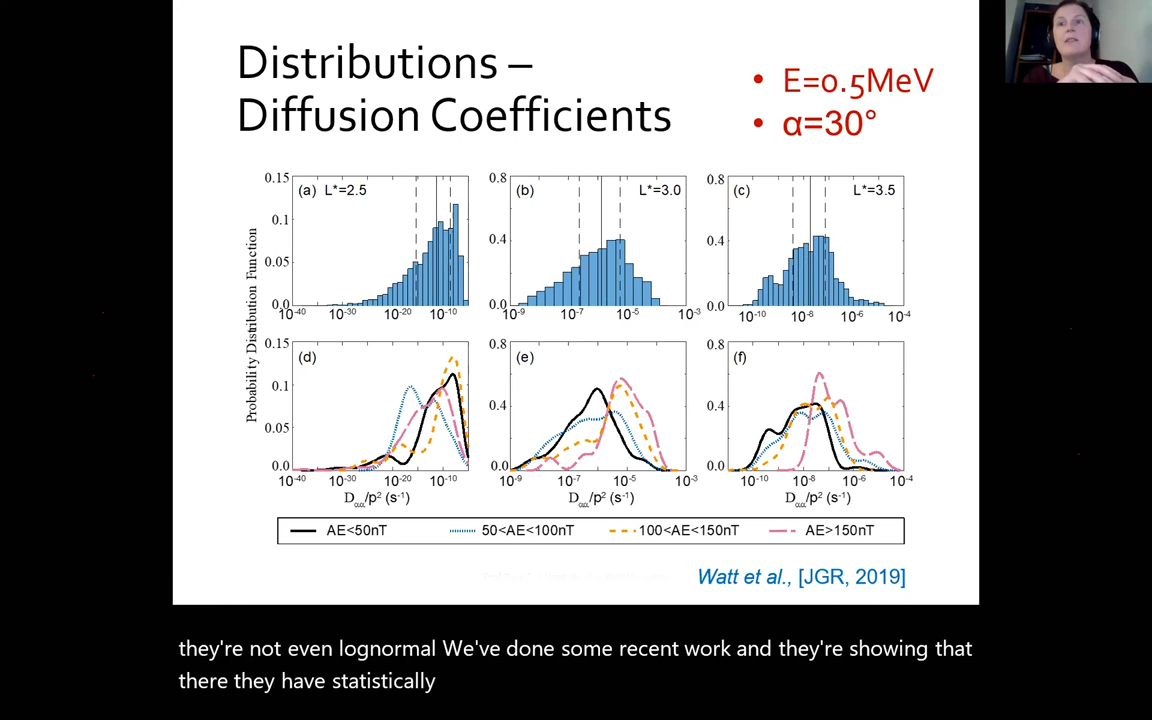 Distributions –
Diffusion Coefficients
• E=0.5MeV
• α=30°
Probability Distribution Function
(a) L*=2.5
0.15
0.1
0.05
0.0
10⁻⁴⁰ 10⁻³⁰ 10⁻²⁰ 10⁻¹⁰
(b) L*=3.0
0.8
0.4
0.0
10⁻⁹ 10⁻⁷ 10⁻⁵ 10⁻³
(c) L*=3.5
0.8
0.4
0.0
10⁻¹⁰ 10⁻⁸ 10⁻⁶ 10⁻⁴
(d)
0.15
0.1
0.05
0.0
10⁻⁴⁰ 10⁻³⁰ 10⁻²⁰ 10⁻¹⁰
Dαα/p² (s⁻¹)
(e)
0.8
0.4
0.0
10⁻⁹ 10⁻⁷ 10⁻⁵ 10⁻³
Dαα/p² (s⁻¹)
(f)
0.8
0.4
0.0
10⁻¹⁰ 10⁻⁸ 10⁻⁶ 10⁻⁴
Dαα/p² (s⁻¹)
AE<50nT 50<AE<100nT 100<AE<150nT AE>150nT
Watt et al., [JGR, 2019]
they're not even lognormal We've done some recent work and they're showing that
there they have statistically